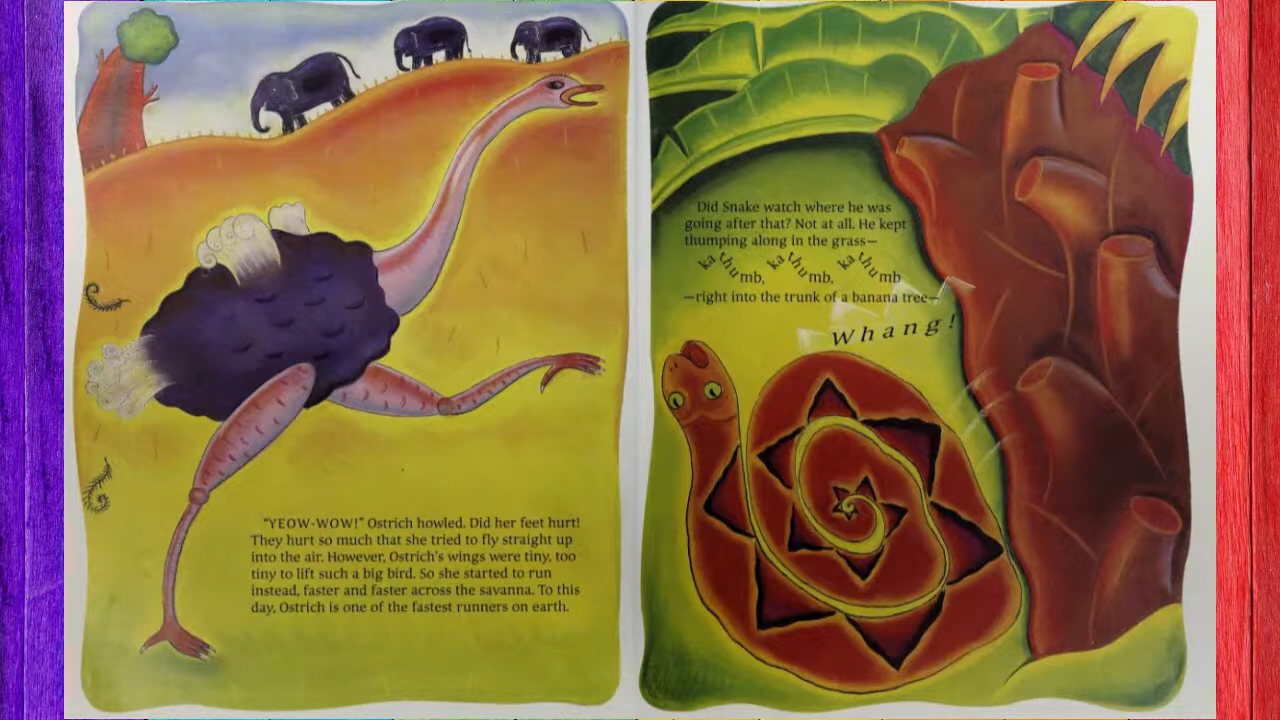 "YEOW-WOW!" Ostrich howled. Did her feet hurt!
They hurt so much that she tried to fly straight up
into the air. However, Ostrich's wings were tiny, too
tiny to lift such a big bird. So she started to run
instead, faster and faster across the savanna. To this
day, Ostrich is one of the fastest runners on earth.
Did Snake watch where he was
going after that? Not at all. He kept
thumping along in the grass—
ka thumb, ka thumb, ka thumb
—right into the trunk of a banana tree—
Whang!